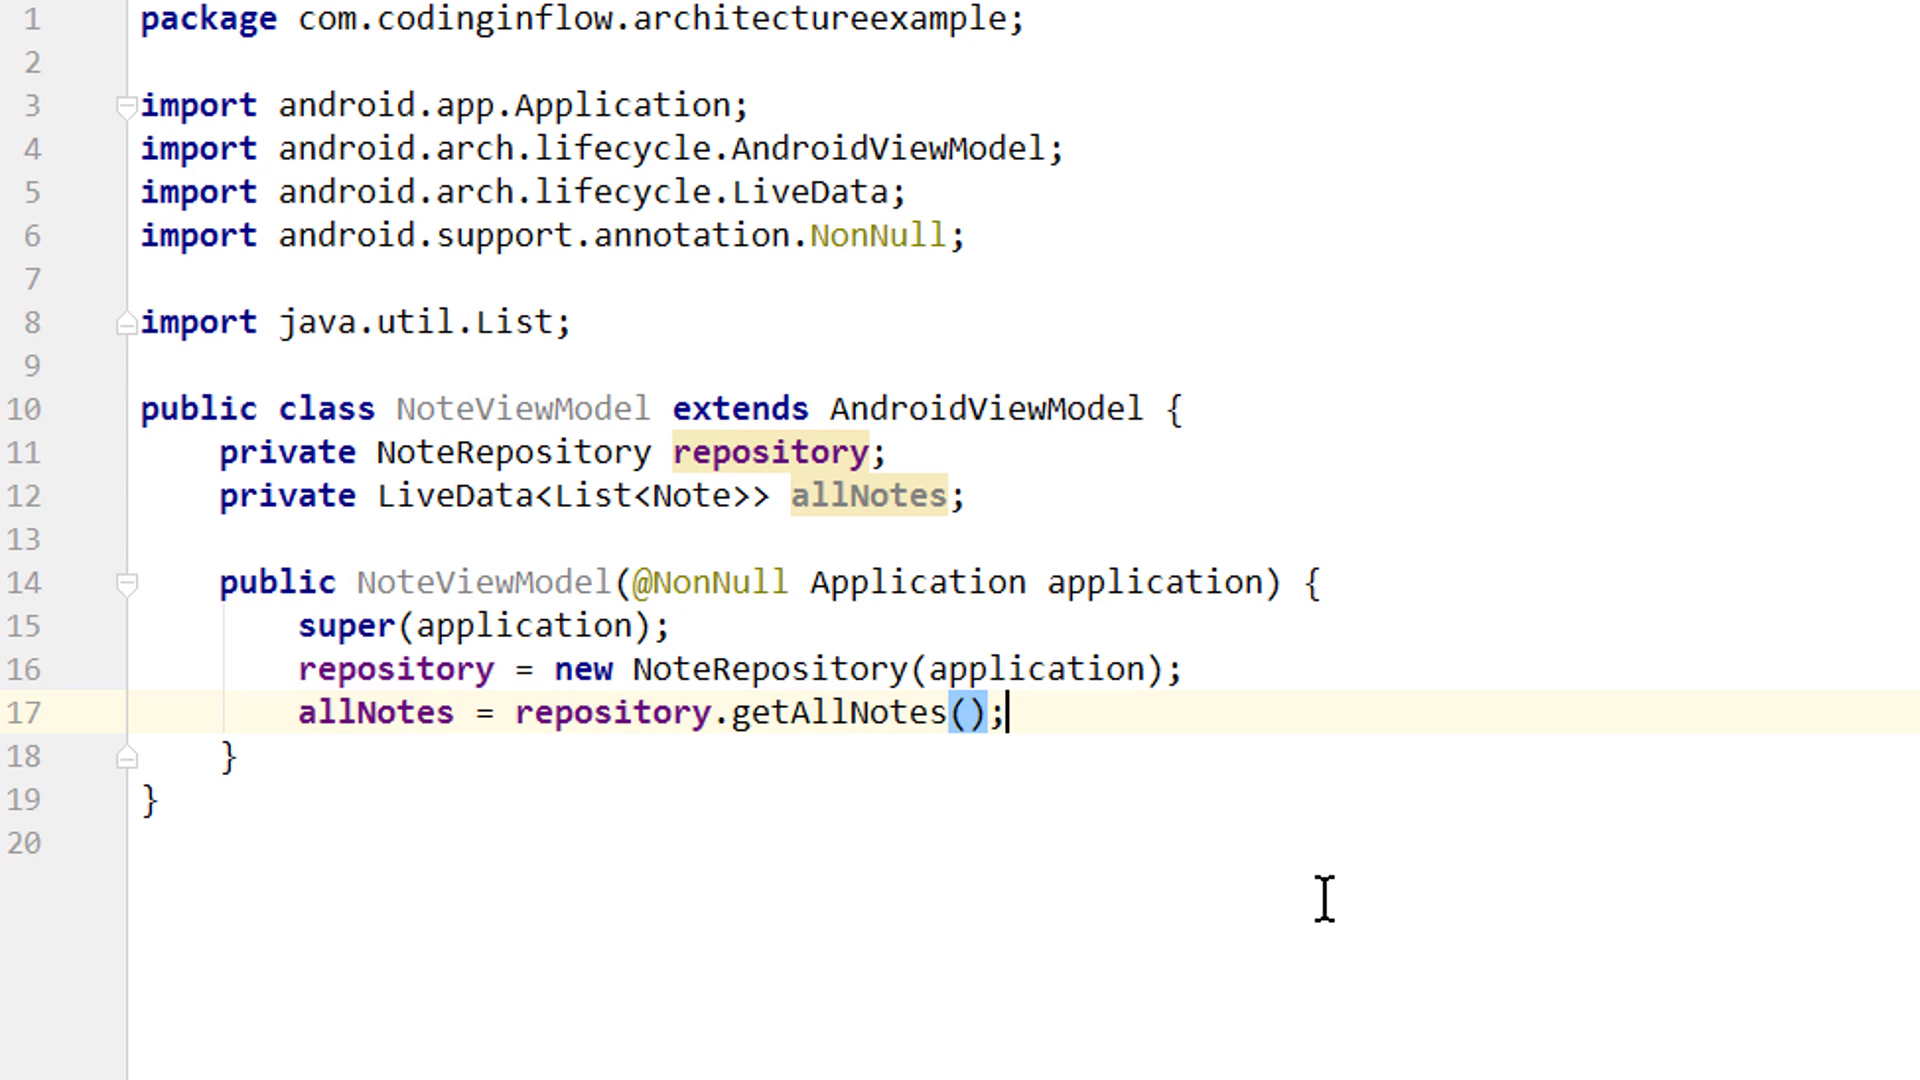 1 package com.codinginflow.architectureexample;
2
3 import android.app.Application;
4 import android.arch.lifecycle.AndroidViewModel;
5 import android.arch.lifecycle.LiveData;
6 import android.support.annotation.NonNull;
7
8 import java.util.List;
9
10 public class NoteViewModel extends AndroidViewModel {
11     private NoteRepository repository;
12     private LiveData<List<Note>> allNotes;
13
14     public NoteViewModel(@NonNull Application application) {
15         super(application);
16         repository = new NoteRepository(application);
17         allNotes = repository.getAllNotes();
18     }
19 }
20